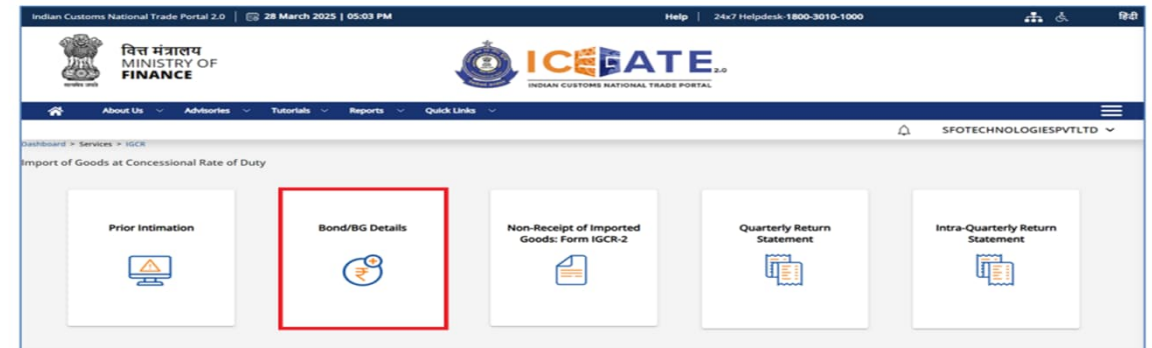 Indian Customs National Trade Portal 2.0 | 28 March 2025 | 05:03 PM
Help | 24x7 Helpdesk-1800-3010-1000
हिंदी
वित्त मंत्रालय
MINISTRY OF
FINANCE
सत्यमेव जयते
ICEGATE 2.0
INDIAN CUSTOMS NATIONAL TRADE PORTAL
About Us Advisories Tutorials Reports Quick Links
SFOTECHNOLOGIESPVTLTD
Dashboard > Services > IGCR
Import of Goods at Concessional Rate of Duty
Prior Intimation
Bond/BG Details
₹
Non-Receipt of Imported
Goods: Form IGCR-2
Quarterly Return
Statement
Intra-Quarterly Return
Statement